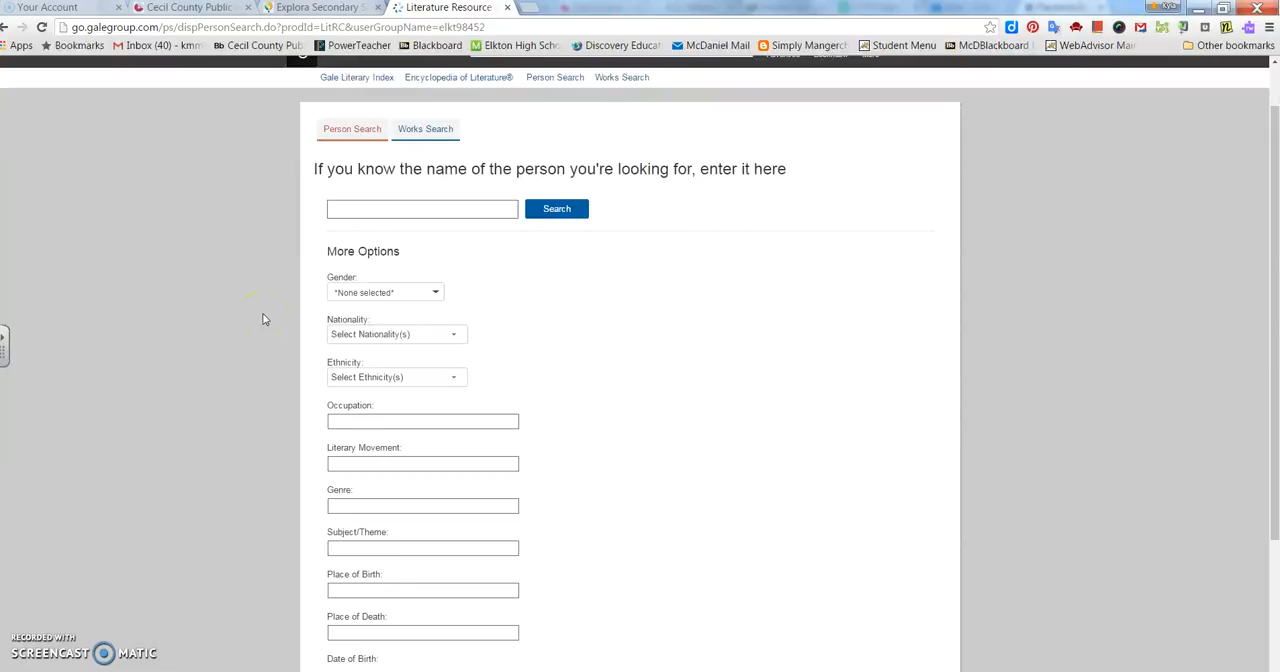 Your Account
Cecil County Public
Explora Secondary S
Literature Resource
Kyla
go.galegroup.com/ps/dispPersonSearch.do?prodId=LitRC&userGroupName=elkt98452
Apps Bookmarks Inbox (40) - kmm Cecil County Pub PowerTeacher Blackboard Elkton High Scho Discovery Educat McDaniel Mail Simply Mangerch Student Menu McDBlackboard WebAdvisor Mai Other bookmarks
Gale Literary Index Encyclopedia of Literature® Person Search Works Search
Person Search Works Search
If you know the name of the person you're looking for, enter it here
Search
More Options
Gender:
*None selected*
Nationality:
Select Nationality(s)
Ethnicity:
Select Ethnicity(s)
Occupation:
Literary Movement:
Genre:
Subject/Theme:
Place of Birth:
Place of Death:
Date of Birth:
RECORDED WITH
SCREENCAST MATIC